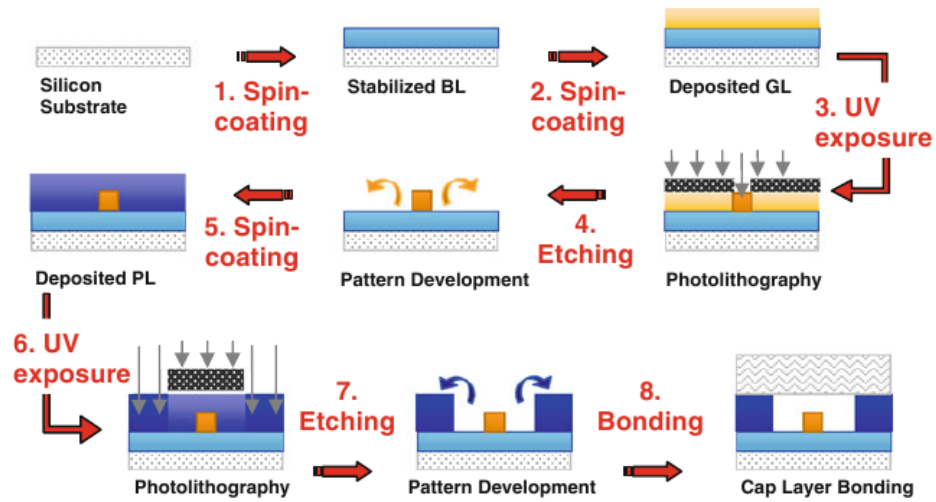 Silicon
Substrate
1. Spin-
coating
Stabilized BL
2. Spin-
coating
Deposited GL
3. UV
exposure
Photolithography
4.
Etching
Pattern Development
5. Spin-
coating
Deposited PL
6. UV
exposure
Photolithography
7.
Etching
Pattern Development
8.
Bonding
Cap Layer Bonding